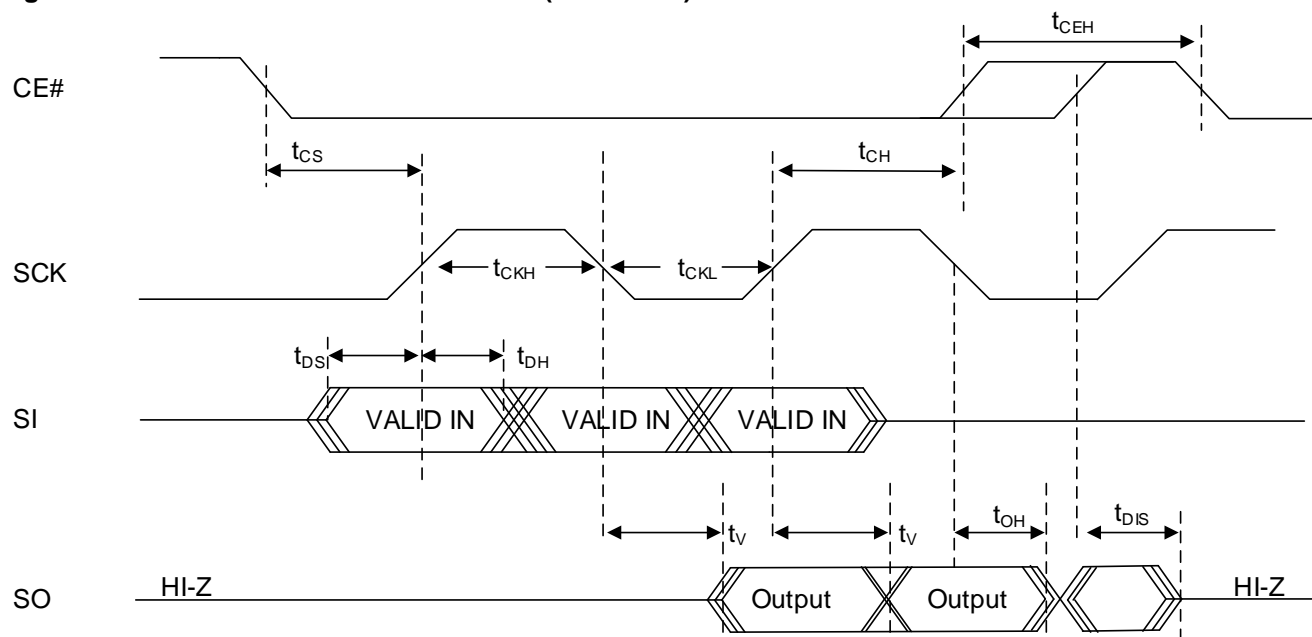 tCEH
CE#
tCS
tCH
SCK
tCKH
tCKL
tDS
tDH
SI
VALID IN
VALID IN
VALID IN
tV
tV
tOH
tDIS
SO
HI-Z
Output
Output
HI-Z